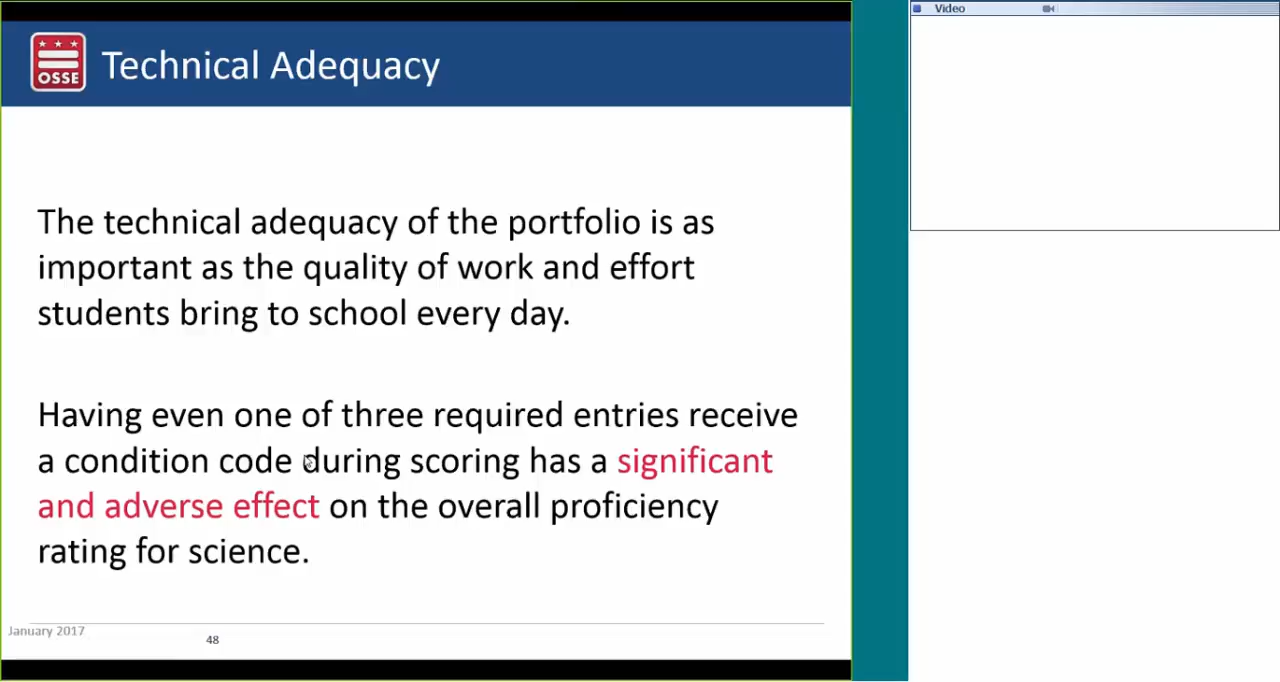 Video
OSSE
Technical Adequacy
The technical adequacy of the portfolio is as
important as the quality of work and effort
students bring to school every day.
Having even one of three required entries receive
a condition code during scoring has a significant
and adverse effect on the overall proficiency
rating for science.
January 2017
48